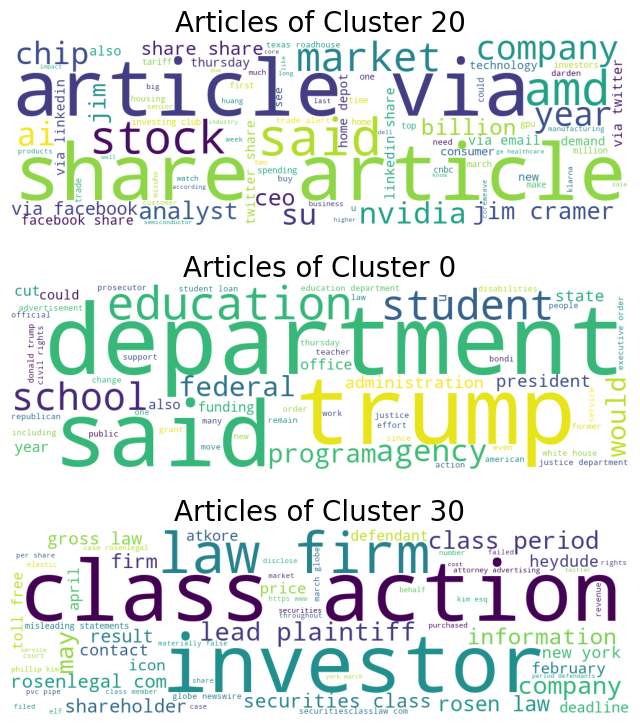 Articles of Cluster 20
chip also share share texas roadhouse market company
tariff thursday technology investors
article via amd
big much one could darden
via linkedin jim housing first see home depot year via twitter
ai stock said billion
investing club trade alert time top gpu manufacturing
products week via email demand
share article
twitter share linkedin share consumer march million
trade watch spending buy cnbc new make klarna
via facebook analyst ceo su nvidia jim cramer
facebook share customer semiconductor business higher
Articles of Cluster 0
cut could prosecutor student loan education department law disabilities state
advertisement education student people
official department executive order
donald trump civil rights support thursday teacher bondi
school also federal office administration president would
republican change funding trump
including one many order work justice effort since even former service
said public grant new remain
year move program agency american white house
action justice department
Articles of Cluster 30
gross law case rosenlegal atkore defendant class period
per share firm law firm number failed heydude rights
elastic disclose cost attorney advertising
class action
toll free april market march globe price behalf revenue
https www securities kim esq twitter
misleading statements throughout purchased
may result lead plaintiff information
service court contact materially false new york
phillip kim icon investor february
rosenlegal com share york march period defendants company
pvc pipe class member globe newswire
shareholder case securities class rosen law deadline
filed elf securitiesclasslaw com